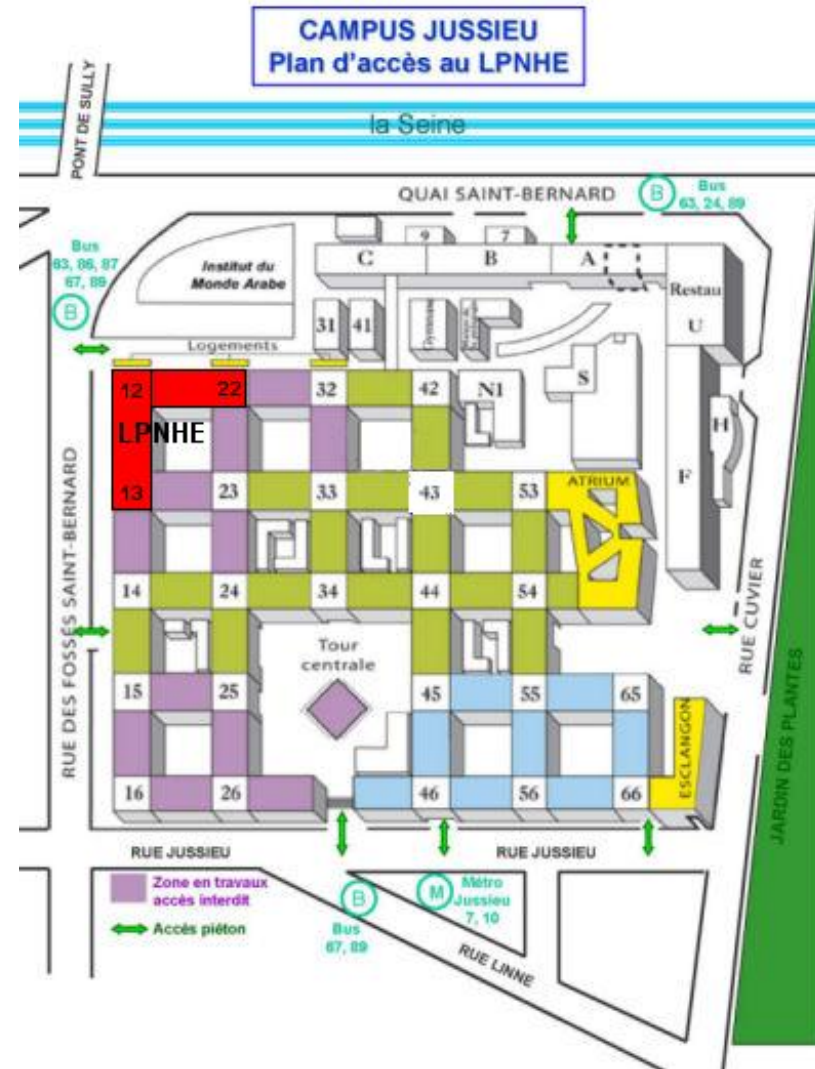 CAMPUS JUSSIEU
Plan d'accès au LPNHE
PONT DE SULLY
la Seine
QUAI SAINT-BERNARD
B
Bus
63, 24, 89
Bus
63, 86, 87
67, 89
B
Institut du
Monde Arabe
9
7
C
B
A
Restau
U
31
41
Gymnase
Logements
12
22
32
42
N1
S
H
LPNHE
13
23
33
43
53
ATRIUM
F
RUE DES FOSSÉS SAINT-BERNARD
14
24
34
44
54
RUE CUVIER
Tour
centrale
15
25
45
55
65
ESCLANGON
JARDIN DES PLANTES
16
26
46
56
66
RUE JUSSIEU
RUE JUSSIEU
Zone en travaux
accès interdit
Accès piéton
B
Bus
67, 89
M
Métro
Jussieu
7, 10
RUE LINNE